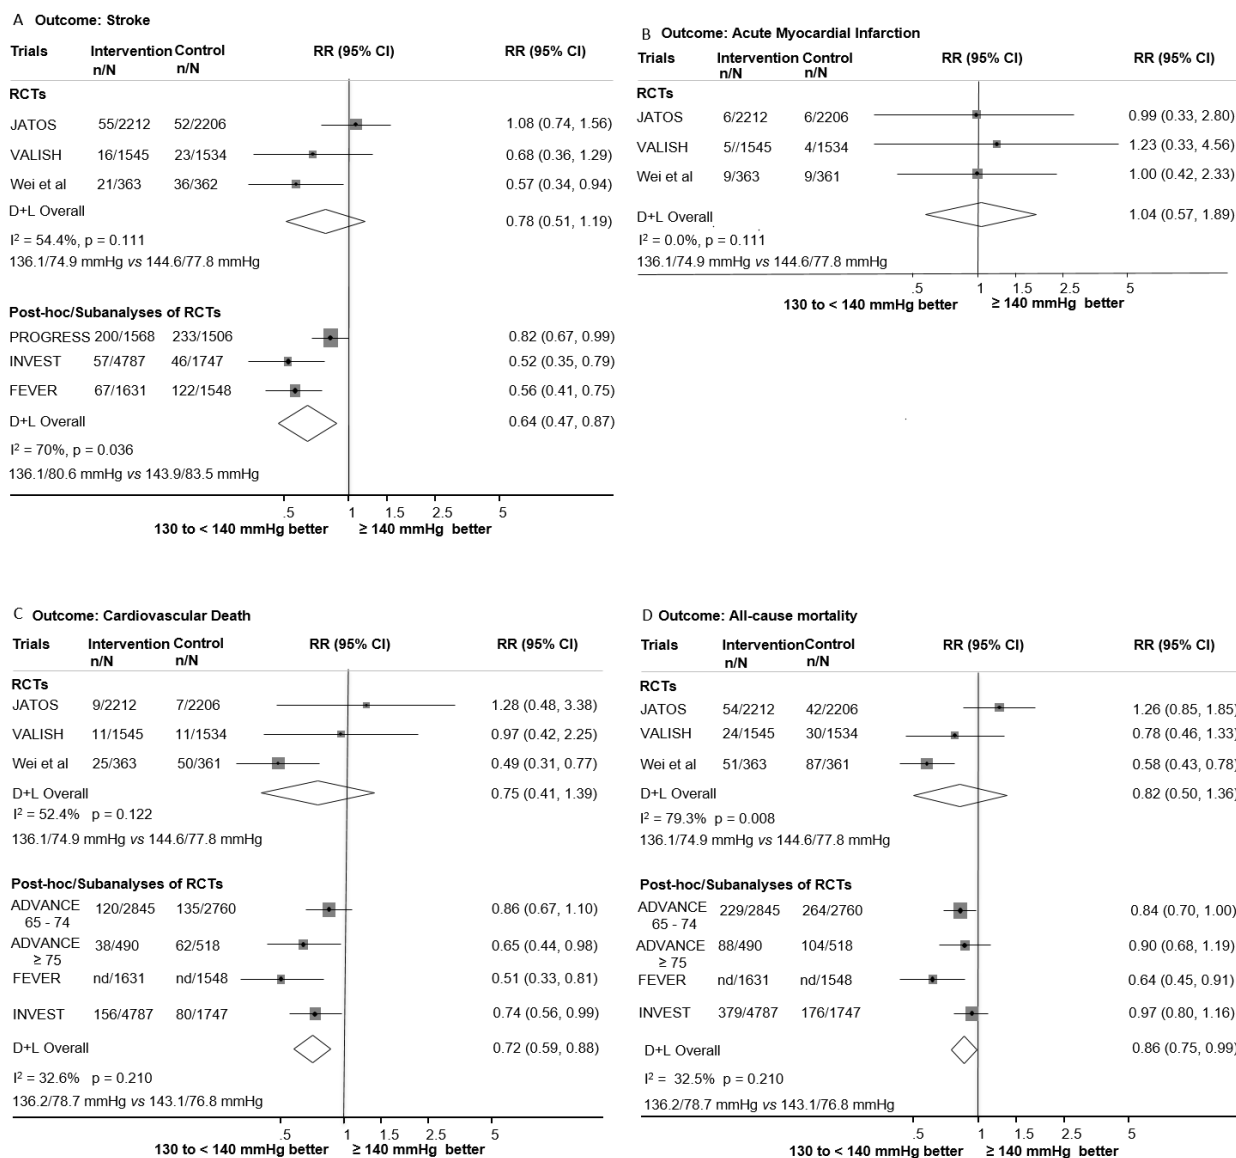 A Outcome: Stroke
Trials Intervention Control RR (95% CI) RR (95% CI)
n/N n/N
RCTs
JATOS 55/2212 52/2206 1.08 (0.74, 1.56)
VALISH 16/1545 23/1534 0.68 (0.36, 1.29)
Wei et al 21/363 36/362 0.57 (0.34, 0.94)
D+L Overall 0.78 (0.51, 1.19)
I² = 54.4%, p = 0.111
136.1/74.9 mmHg vs 144.6/77.8 mmHg
Post-hoc/Subanalyses of RCTs
PROGRESS 200/1568 233/1506 0.82 (0.67, 0.99)
INVEST 57/4787 46/1747 0.52 (0.35, 0.79)
FEVER 67/1631 122/1548 0.56 (0.41, 0.75)
D+L Overall 0.64 (0.47, 0.87)
I² = 70%, p = 0.036
136.1/80.6 mmHg vs 143.9/83.5 mmHg
.5 1 1.5 2.5 5
130 to < 140 mmHg better ≥ 140 mmHg better
B Outcome: Acute Myocardial Infarction
Trials Intervention Control RR (95% CI) RR (95% CI)
n/N n/N
RCTs
JATOS 6/2212 6/2206 0.99 (0.33, 2.80)
VALISH 5//1545 4/1534 1.23 (0.33, 4.56)
Wei et al 9/363 9/361 1.00 (0.42, 2.33)
D+L Overall 1.04 (0.57, 1.89)
I² = 0.0%, p = 0.111
136.1/74.9 mmHg vs 144.6/77.8 mmHg
.5 1 1.5 2.5 5
130 to < 140 mmHg better ≥ 140 mmHg better
C Outcome: Cardiovascular Death
Trials Intervention Control RR (95% CI) RR (95% CI)
n/N n/N
RCTs
JATOS 9/2212 7/2206 1.28 (0.48, 3.38)
VALISH 11/1545 11/1534 0.97 (0.42, 2.25)
Wei et al 25/363 50/361 0.49 (0.31, 0.77)
D+L Overall 0.75 (0.41, 1.39)
I² = 52.4% p = 0.122
136.1/74.9 mmHg vs 144.6/77.8 mmHg
Post-hoc/Subanalyses of RCTs
ADVANCE 120/2845 135/2760 0.86 (0.67, 1.10)
65 - 74
ADVANCE 38/490 62/518 0.65 (0.44, 0.98)
≥ 75
FEVER nd/1631 nd/1548 0.51 (0.33, 0.81)
INVEST 156/4787 80/1747 0.74 (0.56, 0.99)
D+L Overall 0.72 (0.59, 0.88)
I² = 32.6% p = 0.210
136.2/78.7 mmHg vs 143.1/76.8 mmHg
.5 1 1.5 2.5 5
130 to < 140 mmHg better ≥ 140 mmHg better
D Outcome: All-cause mortality
Trials Intervention Control RR (95% CI) RR (95% CI)
n/N n/N
RCTs
JATOS 54/2212 42/2206 1.26 (0.85, 1.85)
VALISH 24/1545 30/1534 0.78 (0.46, 1.33)
Wei et al 51/363 87/361 0.58 (0.43, 0.78)
D+L Overall 0.82 (0.50, 1.36)
I² = 79.3% p = 0.008
136.1/74.9 mmHg vs 144.6/77.8 mmHg
Post-hoc/Subanalyses of RCTs
ADVANCE 229/2845 264/2760 0.84 (0.70, 1.00)
65 - 74
ADVANCE 88/490 104/518 0.90 (0.68, 1.19)
≥ 75
FEVER nd/1631 nd/1548 0.64 (0.45, 0.91)
INVEST 379/4787 176/1747 0.97 (0.80, 1.16)
D+L Overall 0.86 (0.75, 0.99)
I² = 32.5% p = 0.210
136.2/78.7 mmHg vs 143.1/76.8 mmHg
.5 1 1.5 2.5 5
130 to < 140 mmHg better ≥ 140 mmHg better